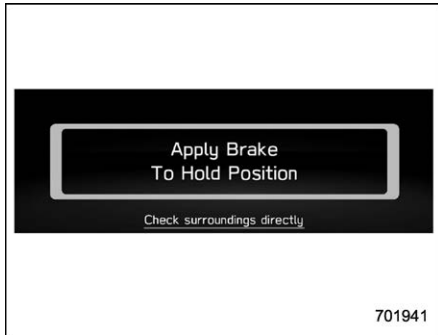 Apply Brake
To Hold Position
Check surroundings directly
701941